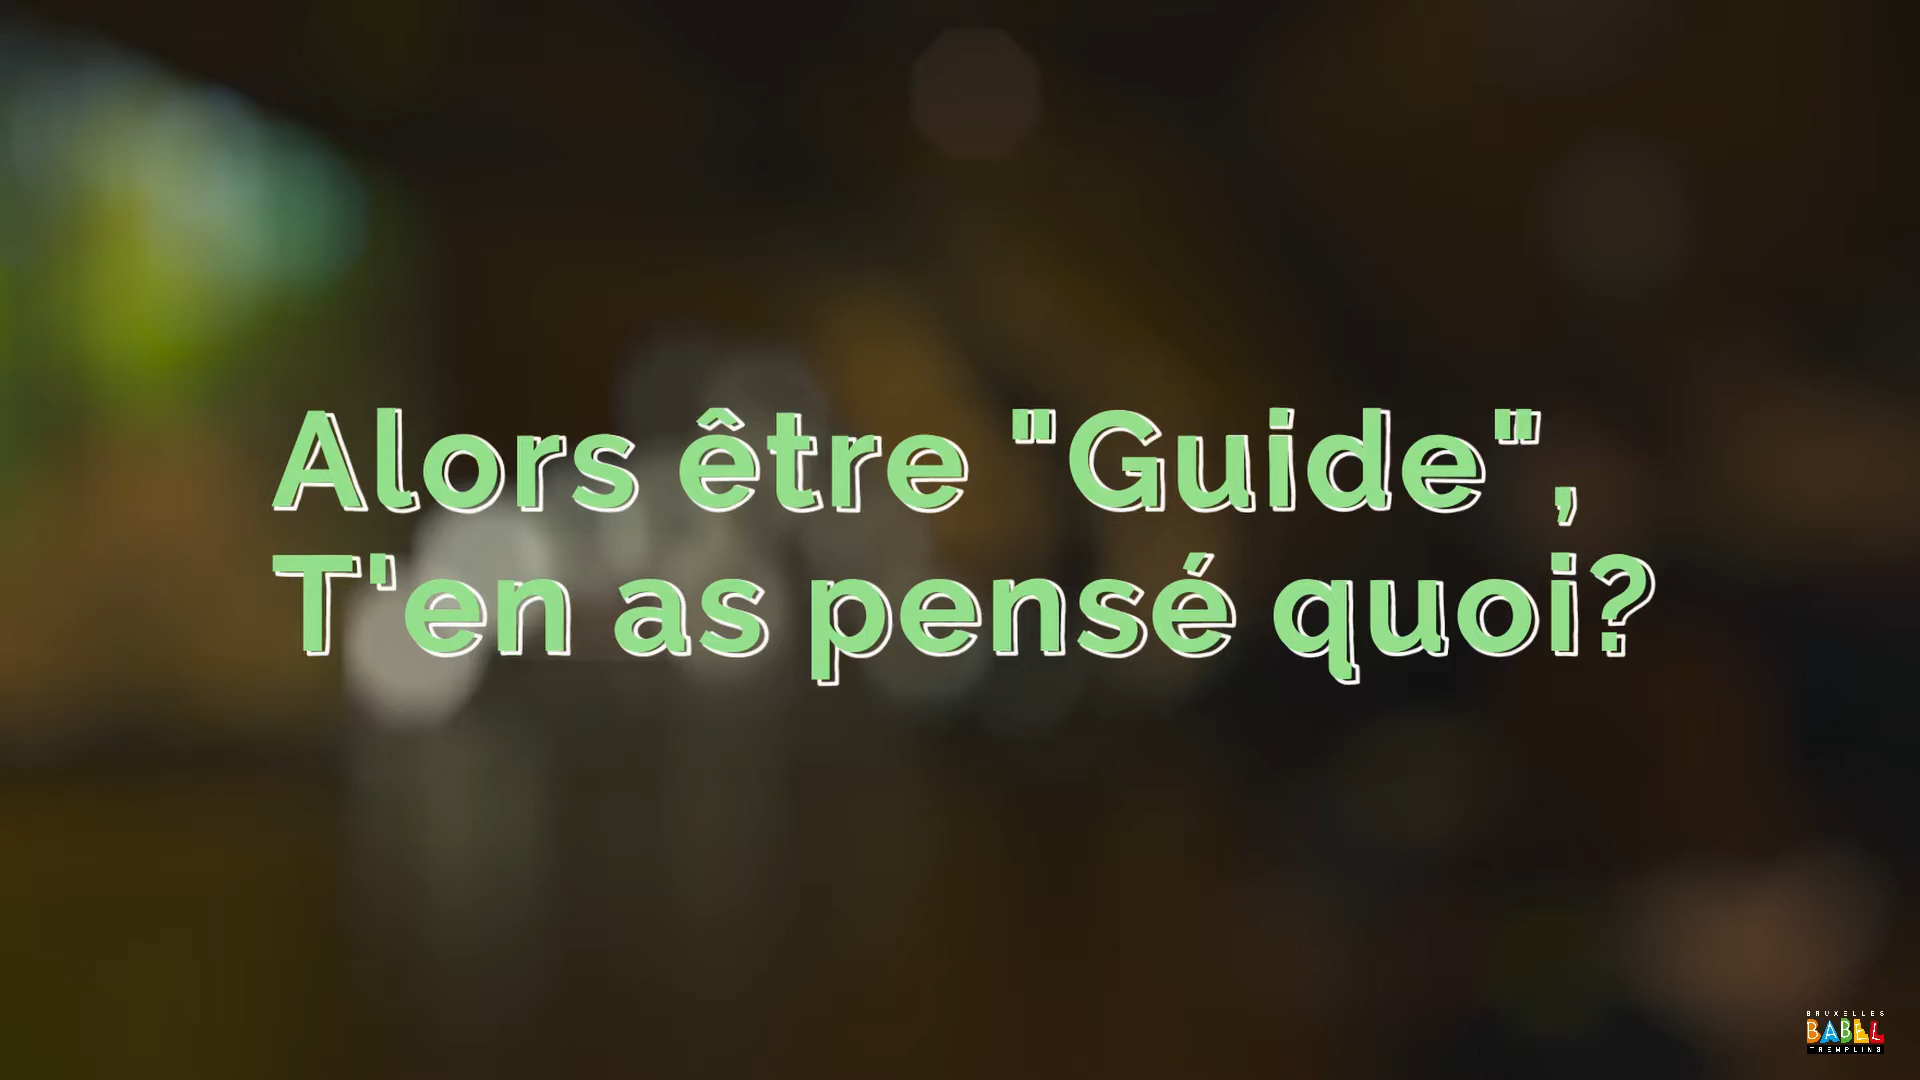 Alors être "Guide",
T'en as pensé quoi?
BRUXELLES
BABEL
TREMPLINS